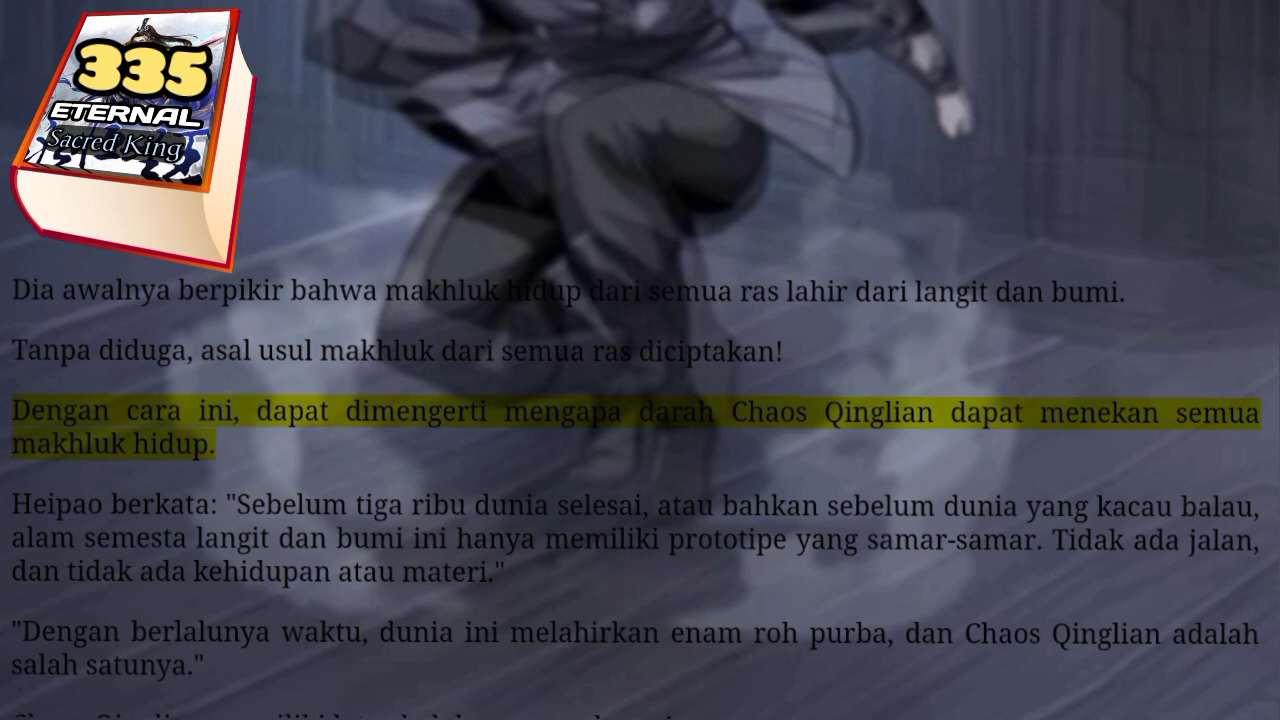 335
ETERNAL
Sacred King
Dia awalnya berpikir bahwa makhluk hidup dari semua ras lahir dari langit dan bumi.
Tanpa diduga, asal usul makhluk dari semua ras diciptakan!
Dengan cara ini, dapat dimengerti mengapa darah Chaos Qinglian dapat menekan semua
makhluk hidup.
Heipao berkata: "Sebelum tiga ribu dunia selesai, atau bahkan sebelum dunia yang kacau balau,
alam semesta langit dan bumi ini hanya memiliki prototipe yang samar-samar. Tidak ada jalan,
dan tidak ada kehidupan atau materi."
"Dengan berlalunya waktu, dunia ini melahirkan enam roh purba, dan Chaos Qinglian adalah
salah satunya."